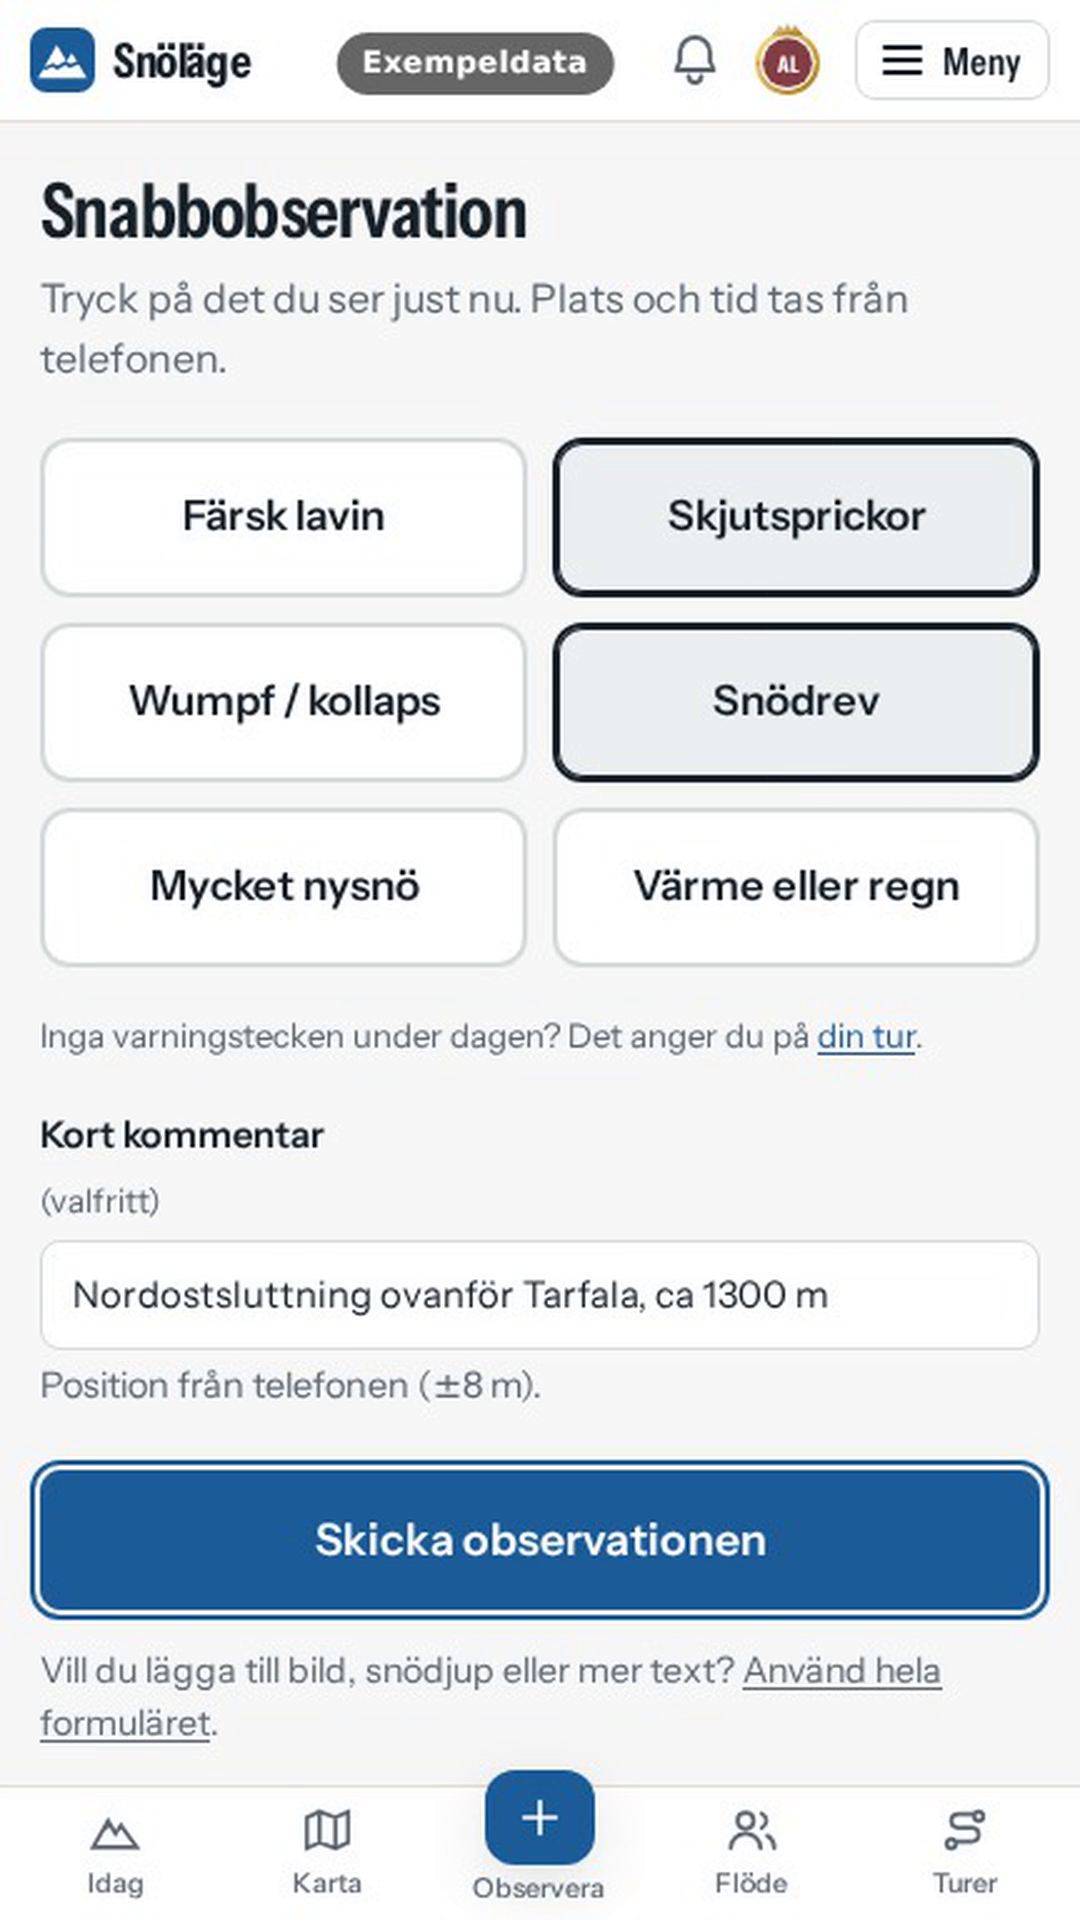 Snöläge
Exempeldata
AL
Meny
Snabbobservation
Tryck på det du ser just nu. Plats och tid tas från
telefonen.
Färsk lavin
Skjutsprickor
Wumpf / kollaps
Snödrev
Mycket nysnö
Värme eller regn
Inga varningstecken under dagen? Det anger du på din tur.
Kort kommentar
(valfritt)
Nordostsluttning ovanför Tarfala, ca 1300 m
Position från telefonen (±8 m).
Skicka observationen
Vill du lägga till bild, snödjup eller mer text? Använd hela
formuläret.
Idag
Karta
Observera
Flöde
Turer